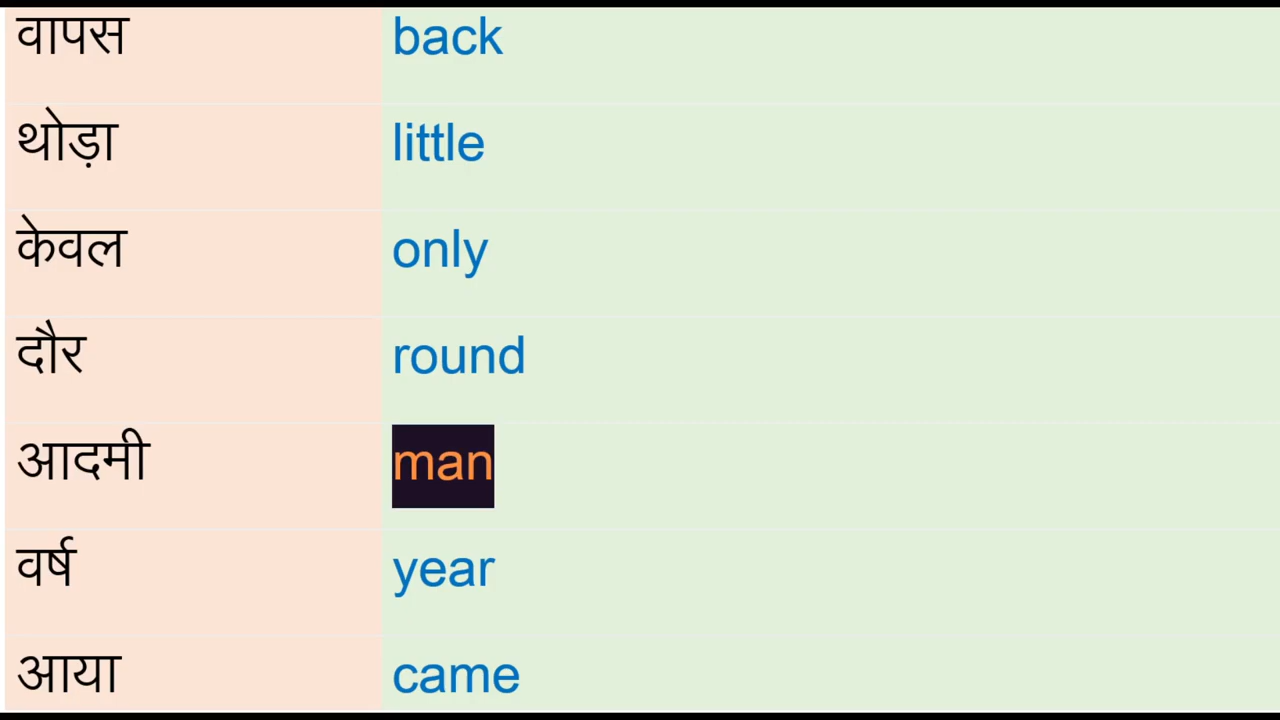 वापस back
थोड़ा little
केवल only
दौर round
आदमी man
वर्ष year
आया came